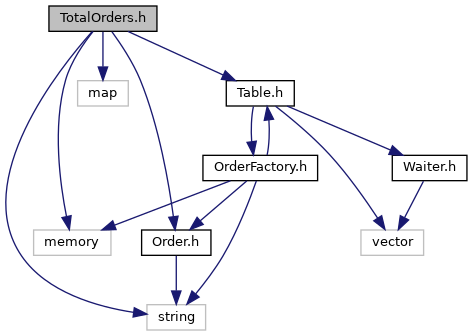 TotalOrders.h
map
Table.h
OrderFactory.h
Waiter.h
memory
Order.h
vector
string